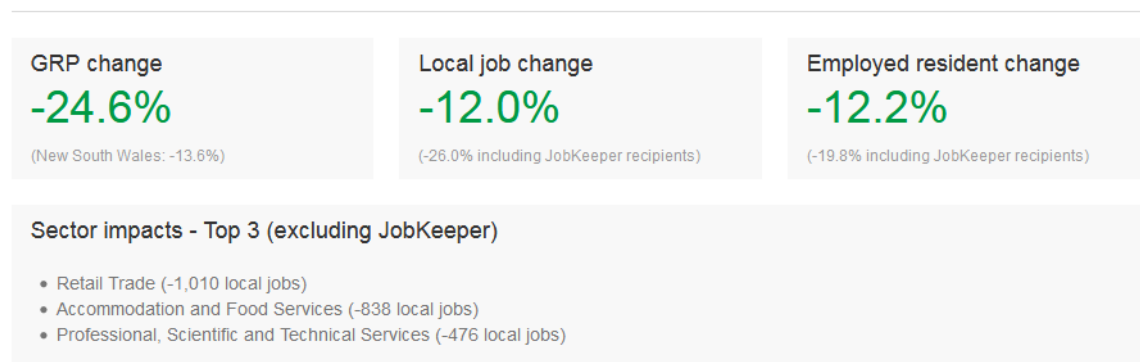 GRP change
-24.6%
(New South Wales: -13.6%)
Local job change
-12.0%
(-26.0% including JobKeeper recipients)
Employed resident change
-12.2%
(-19.8% including JobKeeper recipients)
Sector impacts - Top 3 (excluding JobKeeper)
• Retail Trade (-1,010 local jobs)
• Accommodation and Food Services (-838 local jobs)
• Professional, Scientific and Technical Services (-476 local jobs)